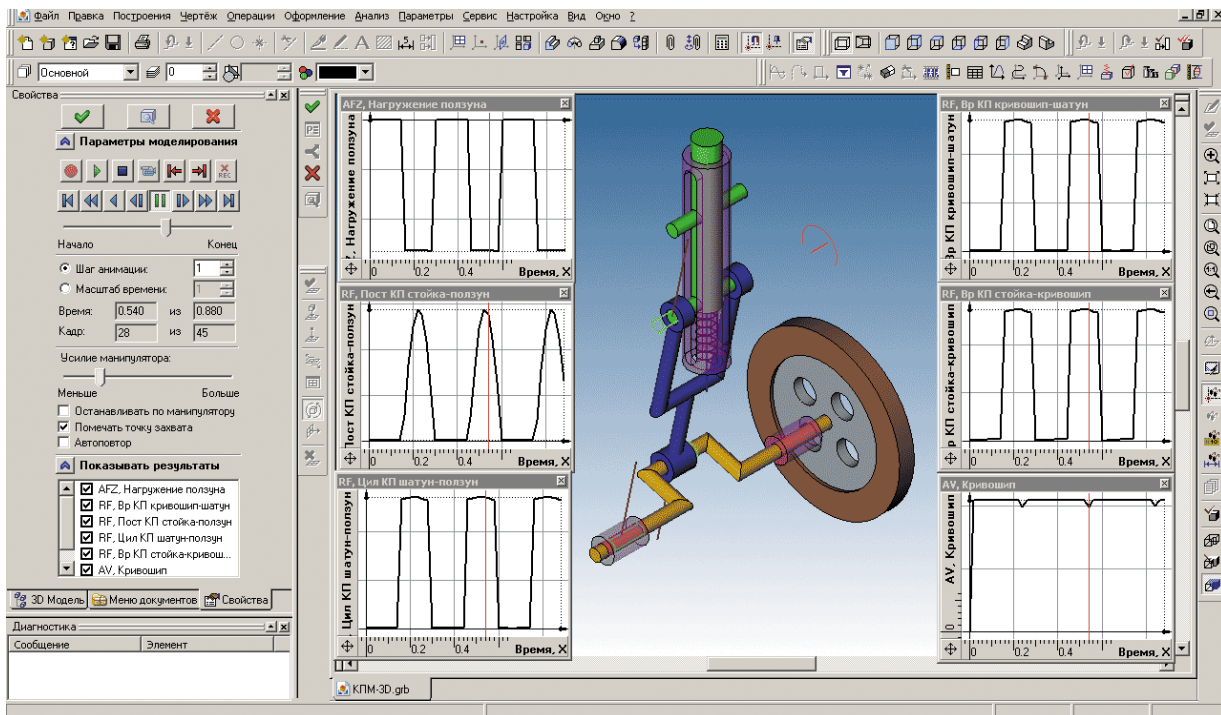 Файл Правка Построения Чертёж Операции Оформление Анализ Параметры Сервис Настройка Вид Окно ?
Основной 0
Свойства
Параметры моделирования
REC
Начало Конец
Шаг анимации: 1
Масштаб времени: 1
Время: 0.540 из 0.880
Кадр: 28 из 45
Усилие манипулятора:
Меньше Больше
Останавливать по манипулятору
Помечать точку захвата
Автоповтор
Показывать результаты
AFZ, Нагружение ползуна
RF, Вр КП кривошип-шатун
RF, Пост КП стойка-ползун
RF, Цил КП шатун-ползун
RF, Вр КП стойка-кривош...
AV, Кривошип
3D Модель Меню документов Свойства
Диагностика
Сообщение Элемент
PE
AFZ, Нагружение ползуна
Z, Нагружение ползуна
0 0.2 0.4 Время, X
RF, Пост КП стойка-ползун
Пост КП стойка-ползун
0 0.2 0.4 Время, X
RF, Цил КП шатун-ползун
Цил КП шатун-ползун
0 0.2 0.4 Время, X
RF, Вр КП кривошип-шатун
Вр КП кривошип-шатун
0 0.2 0.4 Время, X
RF, Вр КП стойка-кривошип
р КП стойка-кривошип
0 0.2 0.4 Время, X
AV, Кривошип
AV, Кривошип
0
0 0.2 0.4 Время, X
КПМ-3D.grb